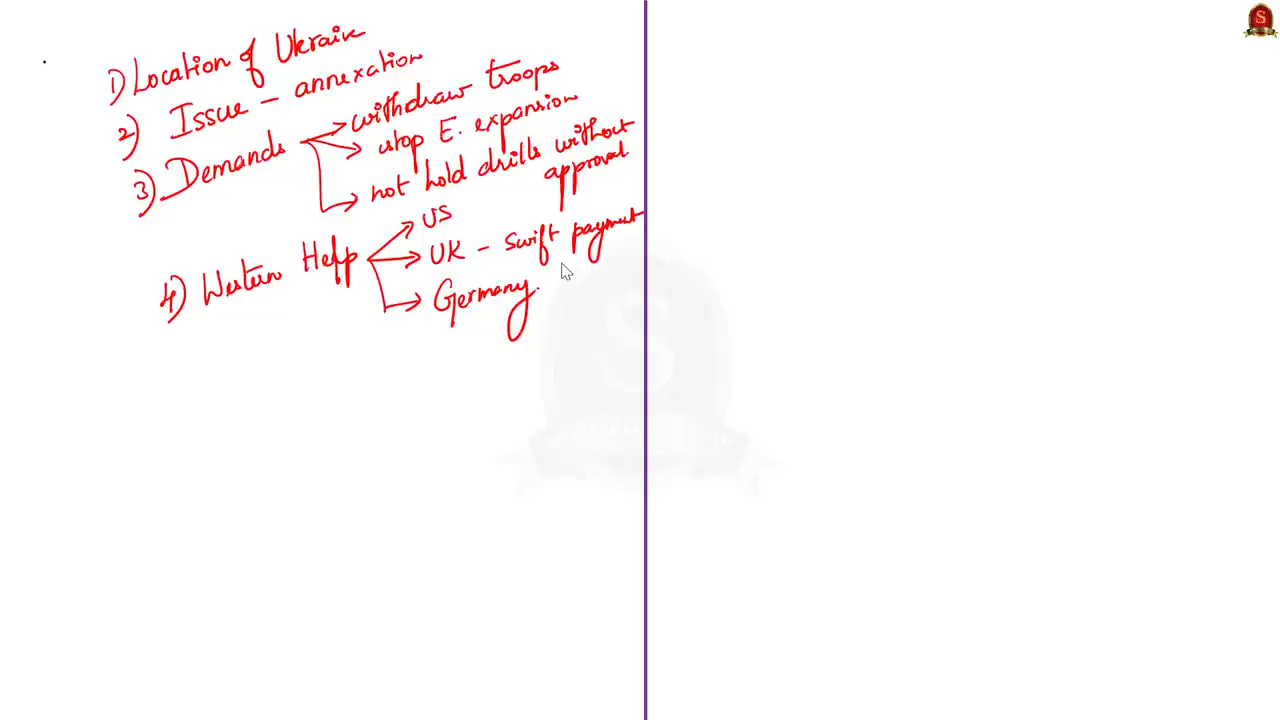 1) Location of Ukraine
2) Issue - annexation
3) Demands
withdraw troops
stop E. expansion
not hold drills without
approval
4) Western Help
US
UK - swift payment
Germany.
S
S